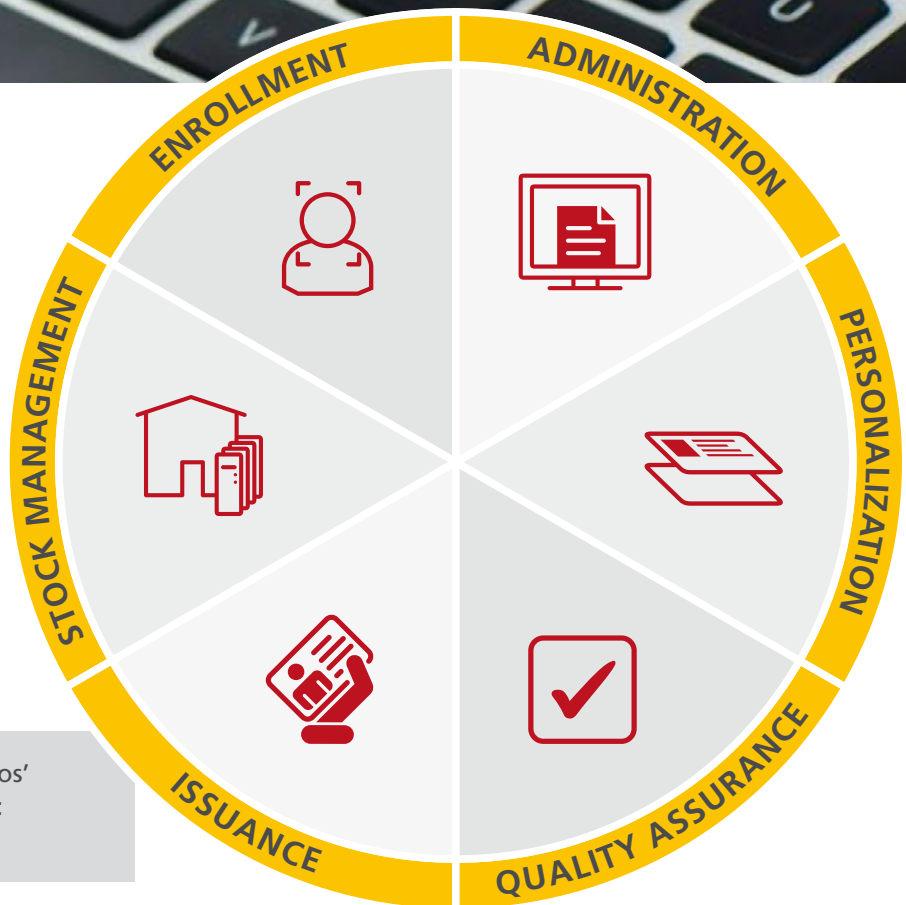 V
U
ENROLLMENT
ADMINISTRATION
PERSONALIZATION
QUALITY ASSURANCE
ISSUANCE
STOCK MANAGEMENT